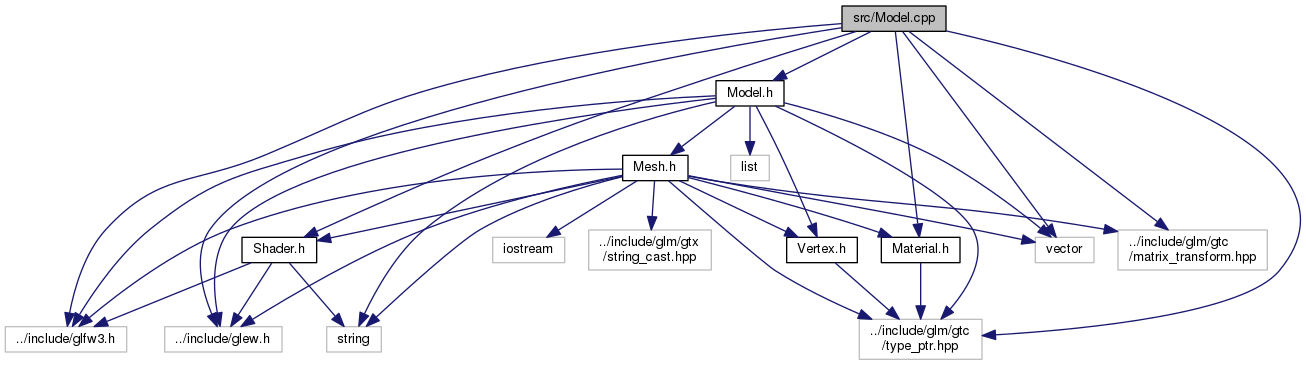 src/Model.cpp
Model.h
Mesh.h
list
Shader.h
iostream
../include/glm/gtx
/string_cast.hpp
Vertex.h
Material.h
vector
../include/glm/gtc
/matrix_transform.hpp
../include/glfw3.h
../include/glew.h
string
../include/glm/gtc
/type_ptr.hpp